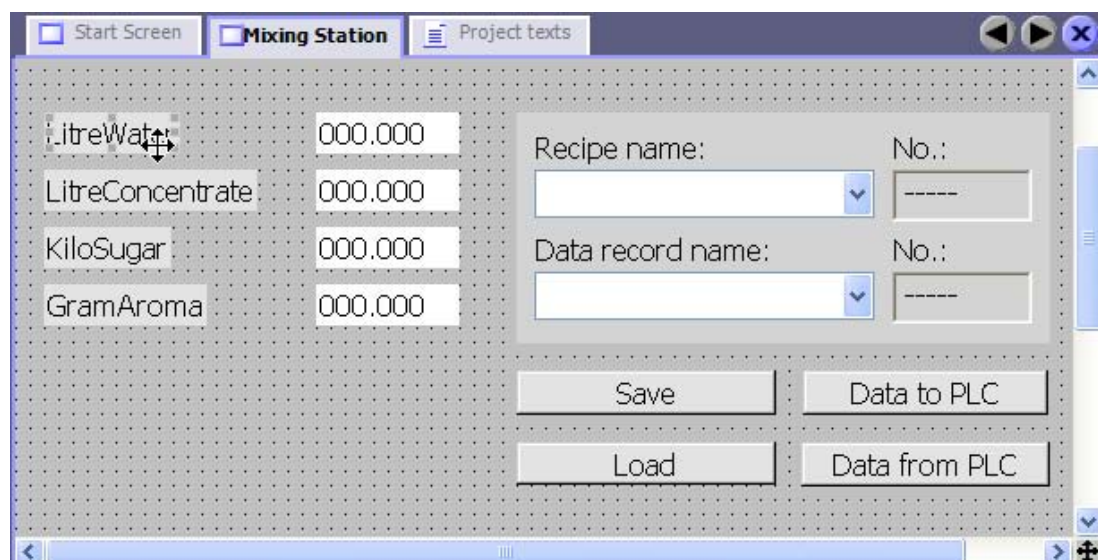 Start Screen
Mixing Station
Project texts
LitreWater
000.000
LitreConcentrate
000.000
KiloSugar
000.000
GramAroma
000.000
Recipe name:
No.:
-----
Data record name:
No.:
-----
Save
Data to PLC
Load
Data from PLC